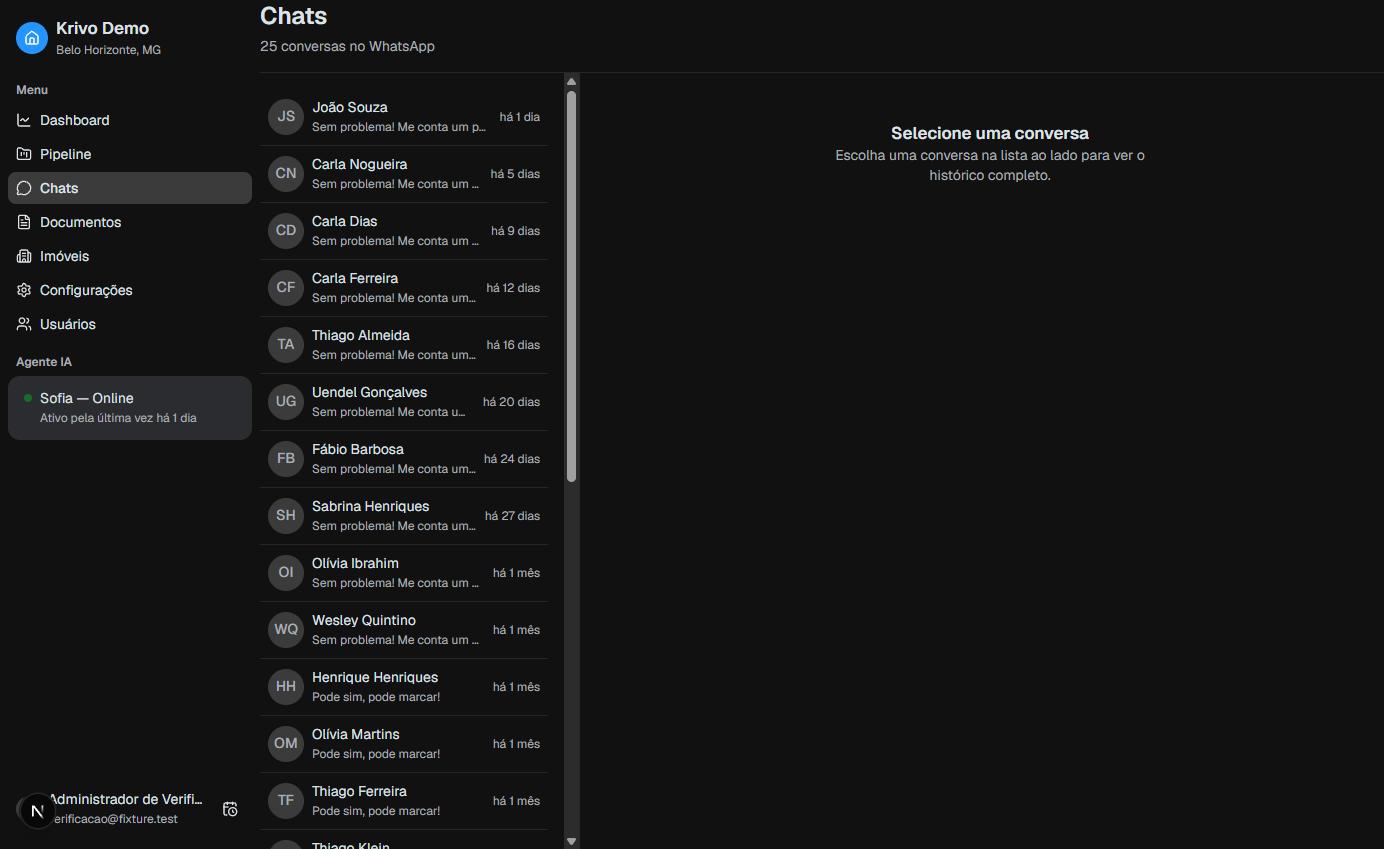 Krivo Demo
Belo Horizonte, MG
Menu
Dashboard
Pipeline
Chats
Documentos
Imóveis
Configurações
Usuários
Agente IA
Sofia — Online
Ativo pela última vez há 1 dia
Administrador de Verifi...
erificacao@fixture.test
N
Chats
25 conversas no WhatsApp
JS
João Souza
há 1 dia
Sem problema! Me conta um p...
CN
Carla Nogueira
há 5 dias
Sem problema! Me conta um ...
CD
Carla Dias
há 9 dias
Sem problema! Me conta um ...
CF
Carla Ferreira
há 12 dias
Sem problema! Me conta um...
TA
Thiago Almeida
há 16 dias
Sem problema! Me conta um...
UG
Uendel Gonçalves
há 20 dias
Sem problema! Me conta u...
FB
Fábio Barbosa
há 24 dias
Sem problema! Me conta um...
SH
Sabrina Henriques
há 27 dias
Sem problema! Me conta um...
OI
Olívia Ibrahim
há 1 mês
Sem problema! Me conta um ...
WQ
Wesley Quintino
há 1 mês
Sem problema! Me conta um ...
HH
Henrique Henriques
há 1 mês
Pode sim, pode marcar!
OM
Olívia Martins
há 1 mês
Pode sim, pode marcar!
TF
Thiago Ferreira
há 1 mês
Pode sim, pode marcar!
Thiago Klein
Selecione uma conversa
Escolha uma conversa na lista ao lado para ver o
histórico completo.